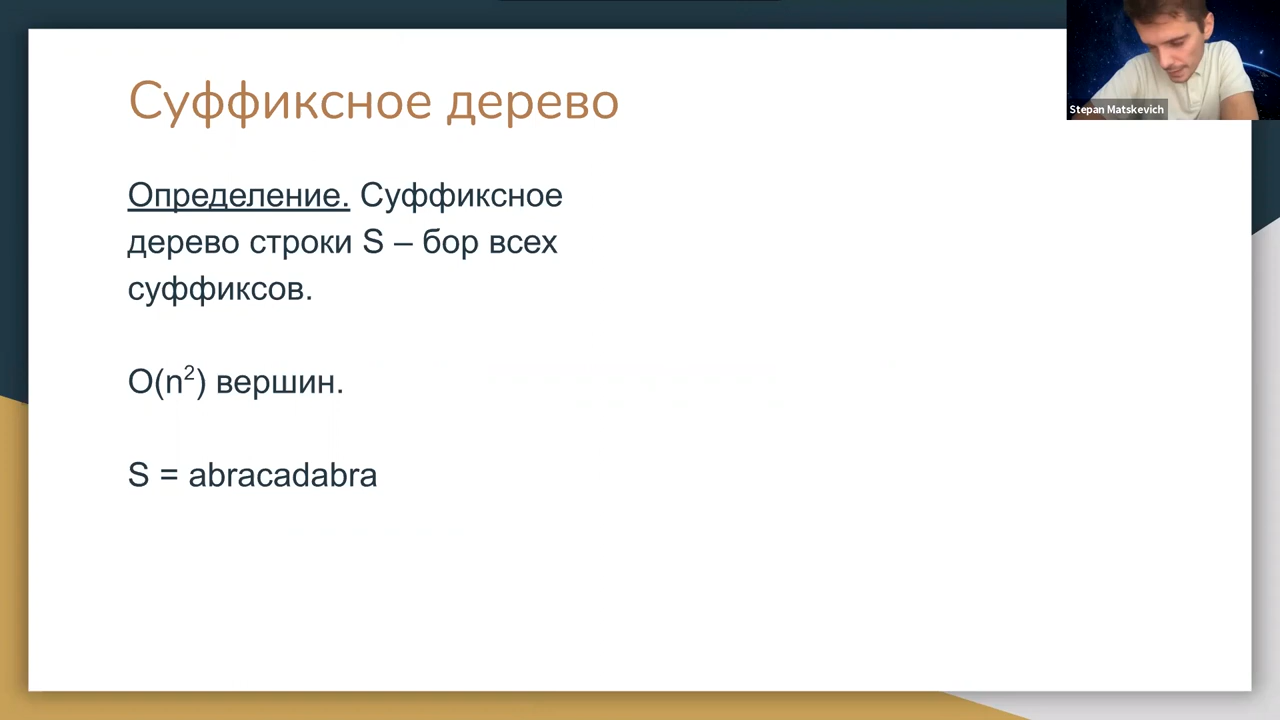 Суффиксное дерево
Stepan Matskevich
Определение. Суффиксное
дерево строки S – бор всех
суффиксов.
O(n²) вершин.
S = abracadabra